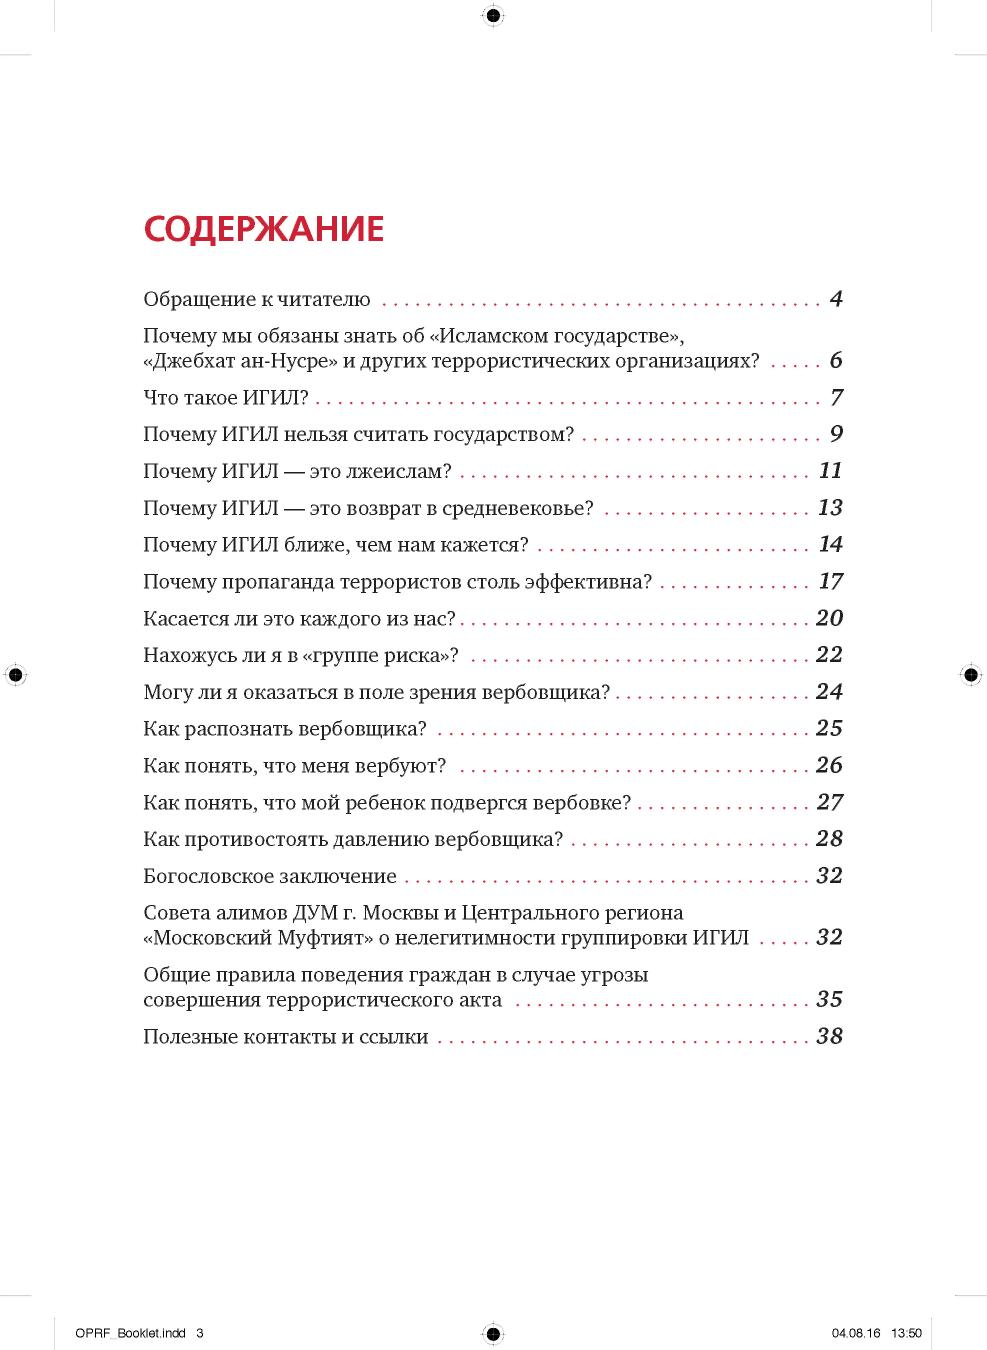 СОДЕРЖАНИЕ
Обращение к читателю . . . . . . . . . . . . . . . . . . . . . . . . . . . . . . . . . . . . . . . . 4
Почему мы обязаны знать об «Исламском государстве»,
«Джебхат ан-Нусре» и других террористических организациях? . . . . . 6
Что такое ИГИЛ? . . . . . . . . . . . . . . . . . . . . . . . . . . . . . . . . . . . . . . . . . . . . . . 7
Почему ИГИЛ нельзя считать государством? . . . . . . . . . . . . . . . . . . . . . . 9
Почему ИГИЛ — это лжеислам? . . . . . . . . . . . . . . . . . . . . . . . . . . . . . . . . 11
Почему ИГИЛ — это возврат в средневековье? . . . . . . . . . . . . . . . . . . . 13
Почему ИГИЛ ближе, чем нам кажется? . . . . . . . . . . . . . . . . . . . . . . . . . 14
Почему пропаганда террористов столь эффективна? . . . . . . . . . . . . . . 17
Касается ли это каждого из нас? . . . . . . . . . . . . . . . . . . . . . . . . . . . . . . . . 20
Нахожусь ли я в «группе риска»? . . . . . . . . . . . . . . . . . . . . . . . . . . . . . . . 22
Могу ли я оказаться в поле зрения вербовщика? . . . . . . . . . . . . . . . . . . 24
Как распознать вербовщика? . . . . . . . . . . . . . . . . . . . . . . . . . . . . . . . . . . 25
Как понять, что меня вербуют? . . . . . . . . . . . . . . . . . . . . . . . . . . . . . . . . 26
Как понять, что мой ребенок подвергся вербовке? . . . . . . . . . . . . . . . . 27
Как противостоять давлению вербовщика? . . . . . . . . . . . . . . . . . . . . . . 28
Богословское заключение . . . . . . . . . . . . . . . . . . . . . . . . . . . . . . . . . . . . . 32
Совета алимов ДУМ г. Москвы и Центрального региона
«Московский Муфтият» о нелегитимности группировки ИГИЛ . . . . . 32
Общие правила поведения граждан в случае угрозы
совершения террористического акта . . . . . . . . . . . . . . . . . . . . . . . . . . . 35
Полезные контакты и ссылки . . . . . . . . . . . . . . . . . . . . . . . . . . . . . . . . . . 38
OPRF_Booklet.indd 3 04.08.16 13:50